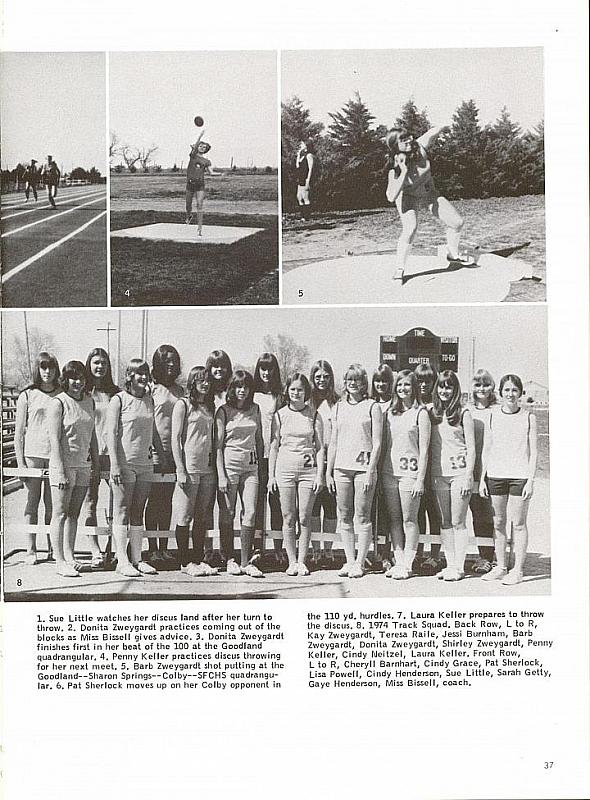 4
5
HOME TIME VISITOR
DOWN QUARTER TO-GO
2
4
33
13
8
1. Sue Little watches her discus land after her turn to
throw. 2. Donita Zweygardt practices coming out of the
blocks as Miss Bissell gives advice. 3. Donita Zweygardt
finishes first in her beat of the 100 at the Goodland
quadrangular. 4. Penny Keller practices discus throwing
for her next meet. 5. Barb Zweygardt shot putting at the
Goodland--Sharon Springs--Colby--SFCHS quadrangu-
lar. 6. Pat Sherlock moves up on her Colby opponent in
the 110 yd. hurdles. 7. Laura Keller prepares to throw
the discus. 8. 1974 Track Squad. Back Row, L to R,
Kay Zweygardt, Teresa Raile, Jessi Burnham, Barb
Zweygardt, Donita Zweygardt, Shirley Zweygardt, Penny
Keller, Cindy Neitzel, Laura Keller. Front Row,
L to R, Cheryll Barnhart, Cindy Grace, Pat Sherlock,
Lisa Powell, Cindy Henderson, Sue Little, Sarah Getty,
Gaye Henderson, Miss Bissell, coach.
37